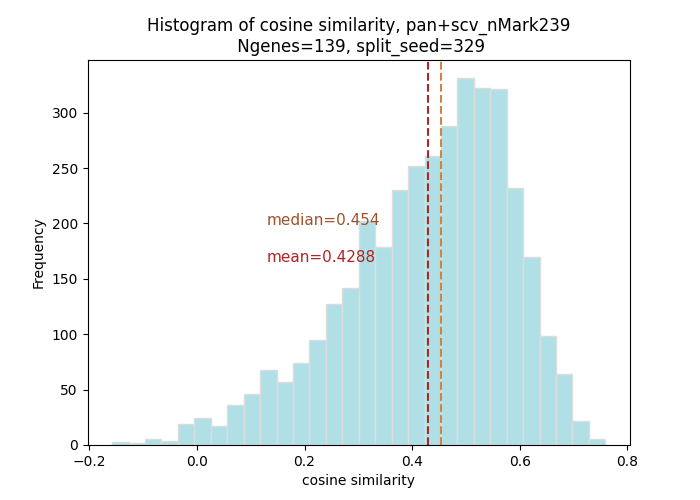 Histogram of cosine similarity, pan+scv_nMark239
Ngenes=139, split_seed=329
Frequency
300
250
200
150
100
50
0
median=0.454
mean=0.4288
−0.2 0.0 0.2 0.4 0.6 0.8
cosine similarity